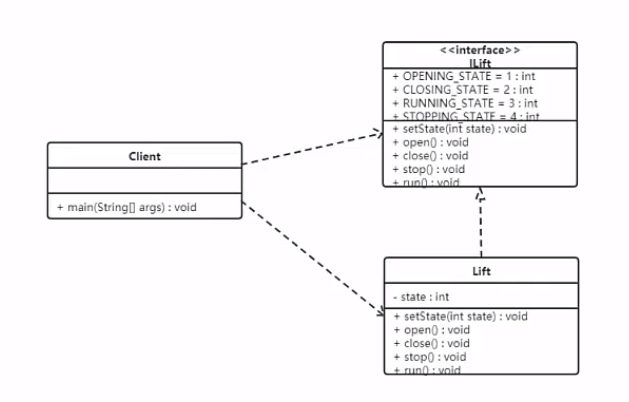 <<interface>>
ILift
+ OPENING_STATE = 1 : int
+ CLOSING_STATE = 2 : int
+ RUNNING_STATE = 3 : int
+ STOPPING_STATE = 4 : int
+ setState(int state) : void
+ open() : void
+ close() : void
+ stop() : void
+ run() : void
Client
+ main(String[] args) : void
Lift
- state : int
+ setState(int state) : void
+ open() : void
+ close() : void
+ stop() : void
+ run() : void